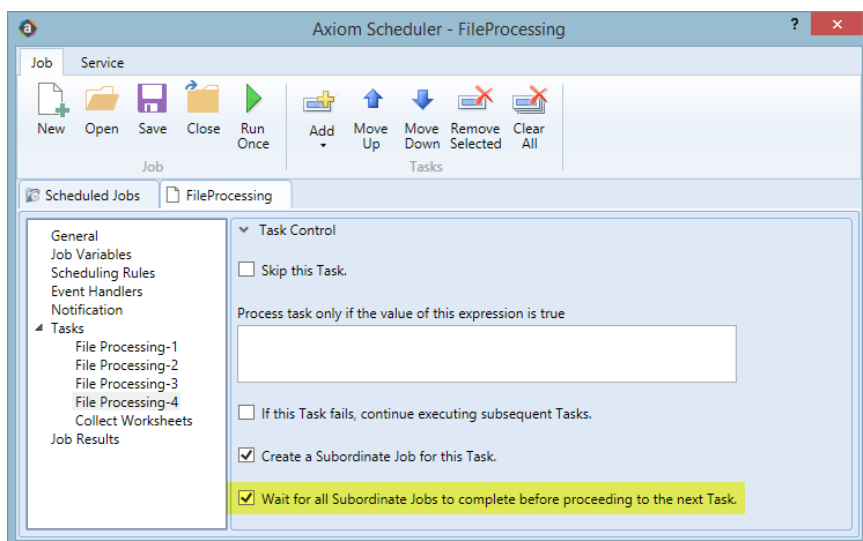 a
Axiom Scheduler - FileProcessing
?
×
Job Service
New Open Save Close Run Once Add Move Up Move Down Remove Selected Clear All
Job Tasks
Scheduled Jobs FileProcessing
General
Job Variables
Scheduling Rules
Event Handlers
Notification
Tasks
File Processing-1
File Processing-2
File Processing-3
File Processing-4
Collect Worksheets
Job Results
Task Control
Skip this Task.
Process task only if the value of this expression is true
If this Task fails, continue executing subsequent Tasks.
Create a Subordinate Job for this Task.
Wait for all Subordinate Jobs to complete before proceeding to the next Task.